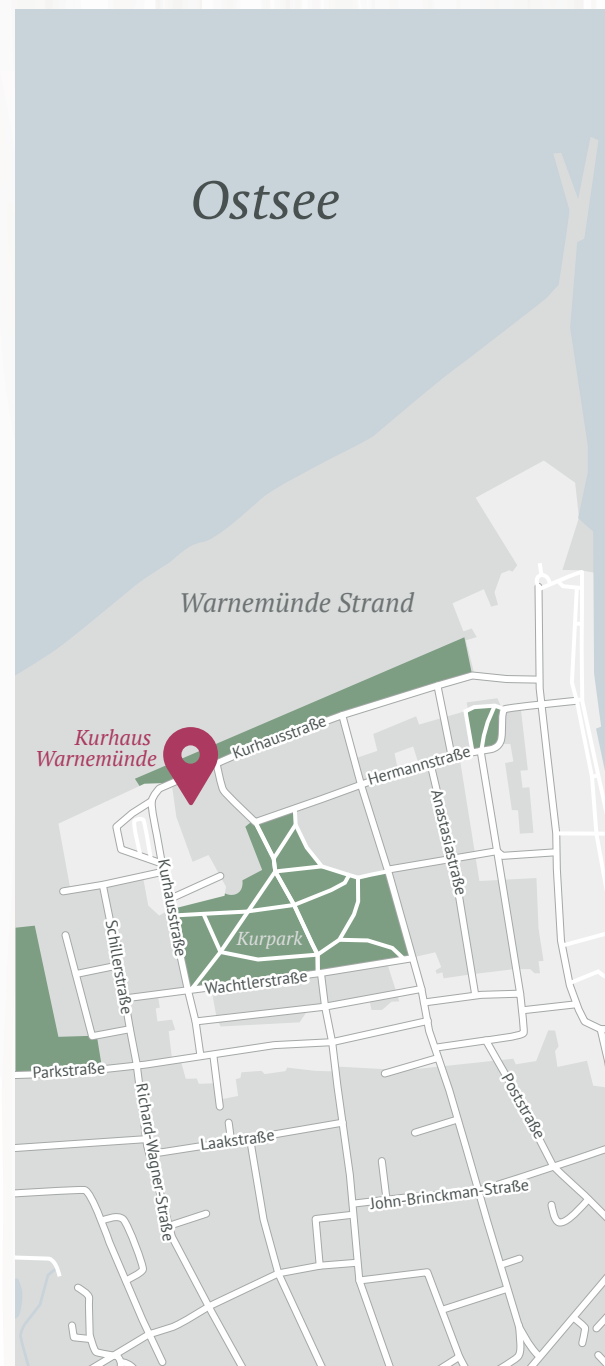 Ostsee
Warnemünde Strand
Kurhaus
Warnemünde
Kurhausstraße
Hermannstraße
Anastasiastraße
Kurhausstraße
Schillerstraße
Kurpark
Wachtlerstraße
Parkstraße
Richard-Wagner-Straße
Poststraße
Laakstraße
John-Brinckman-Straße